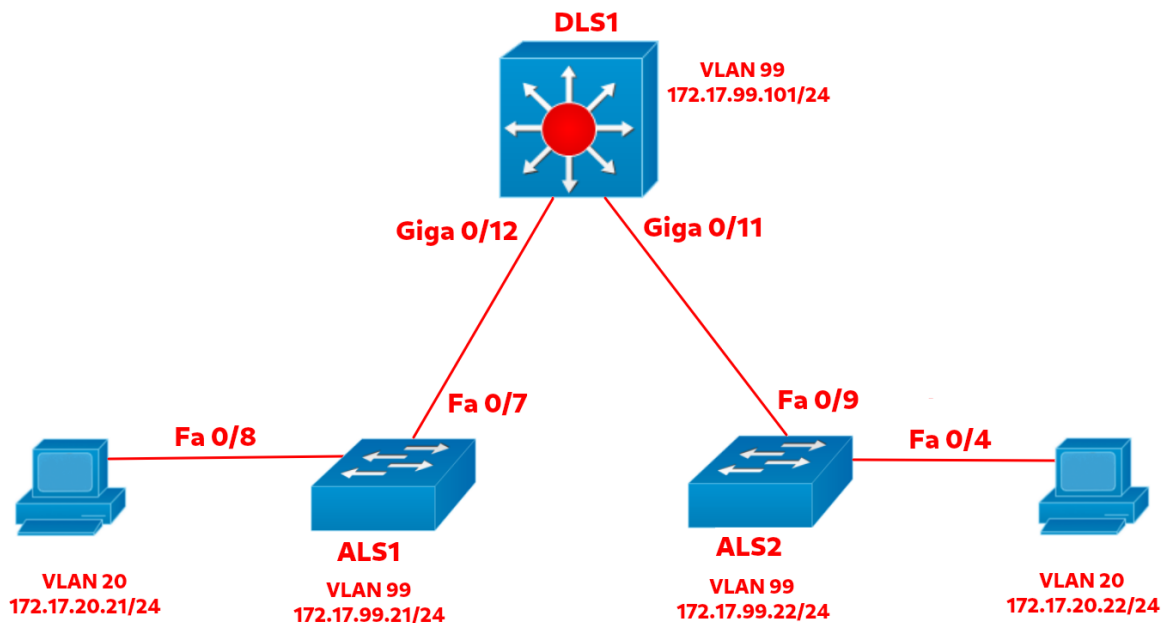 DLS1
VLAN 99
172.17.99.101/24
Giga 0/12
Giga 0/11
Fa 0/7
Fa 0/9
Fa 0/8
Fa 0/4
ALS1
ALS2
VLAN 20
172.17.20.21/24
VLAN 99
172.17.99.21/24
VLAN 99
172.17.99.22/24
VLAN 20
172.17.20.22/24